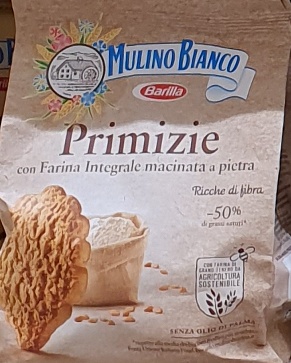 MULINO BIANCO
Barilla
Primizie
con Farina Integrale macinata a pietra
Ricche di fibra
-50%
di grassi saturi*
CON FARINA DI
GRANO TENERO DA
AGRICOLTURA
SOSTENIBILE
SENZA OLIO DI PALMA